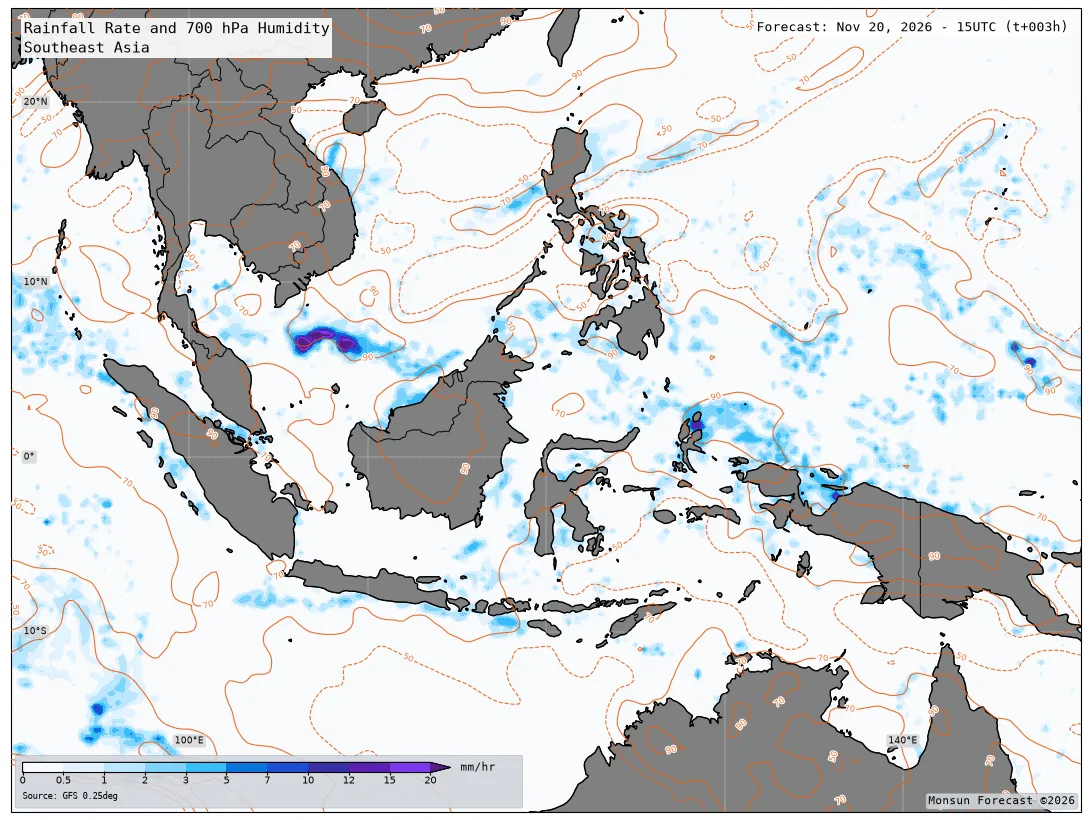 Rainfall Rate and 700 hPa Humidity
Southeast Asia
Forecast: Nov 20, 2026 - 15UTC (t+003h)
20°N
10°N
0°
10°S
100°E
140°E
0 0.5 1 2 3 5 7 10 12 15 20
mm/hr
Source: GFS 0.25deg
Monsun Forecast ©2026